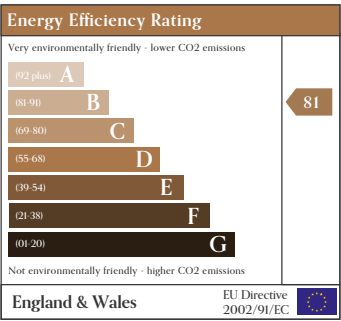 Energy Efficiency Rating
Very environmentally friendly - lower CO2 emissions
(92 plus) A
(81-91) B
81
(69-80) C
(55-68) D
(39-54) E
(21-38) F
(01-20) G
Not environmentally friendly - higher CO2 emissions
England & Wales
EU Directive
2002/91/EC